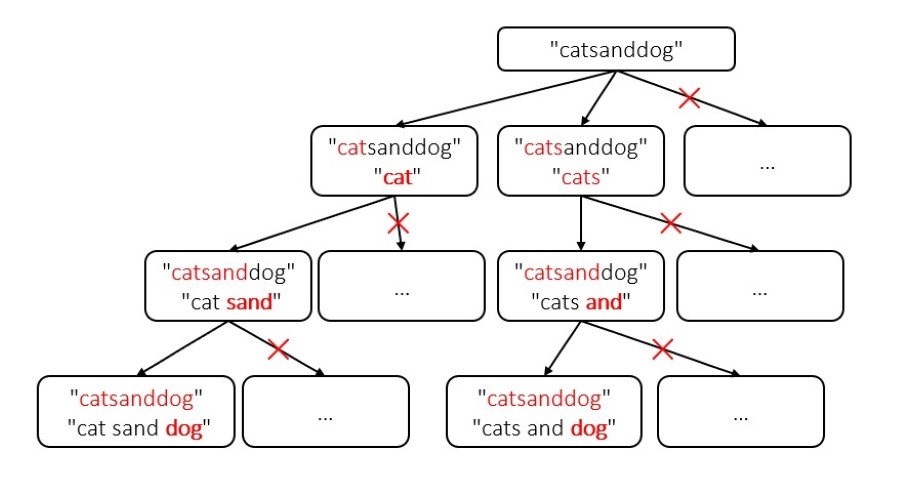 "catsanddog"
"catsanddog"
"cat"
"catsanddog"
"cats"
...
"catsanddog"
"cat sand"
...
"catsanddog"
"cats and"
...
"catsanddog"
"cat sand dog"
...
"catsanddog"
"cats and dog"
...